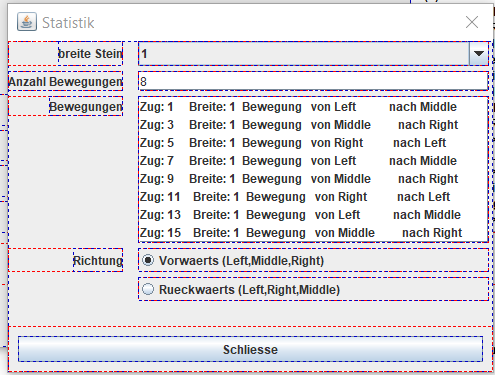 Statistik
breite Stein 1
Anzahl Bewegungen 8
Bewegungen
Zug: 1 Breite: 1 Bewegung von Left nach Middle
Zug: 3 Breite: 1 Bewegung von Middle nach Right
Zug: 5 Breite: 1 Bewegung von Right nach Left
Zug: 7 Breite: 1 Bewegung von Left nach Middle
Zug: 9 Breite: 1 Bewegung von Middle nach Right
Zug: 11 Breite: 1 Bewegung von Right nach Left
Zug: 13 Breite: 1 Bewegung von Left nach Middle
Zug: 15 Breite: 1 Bewegung von Middle nach Right
Richtung Vorwaerts (Left,Middle,Right)
Rueckwaerts (Left,Right,Middle)
Schliesse